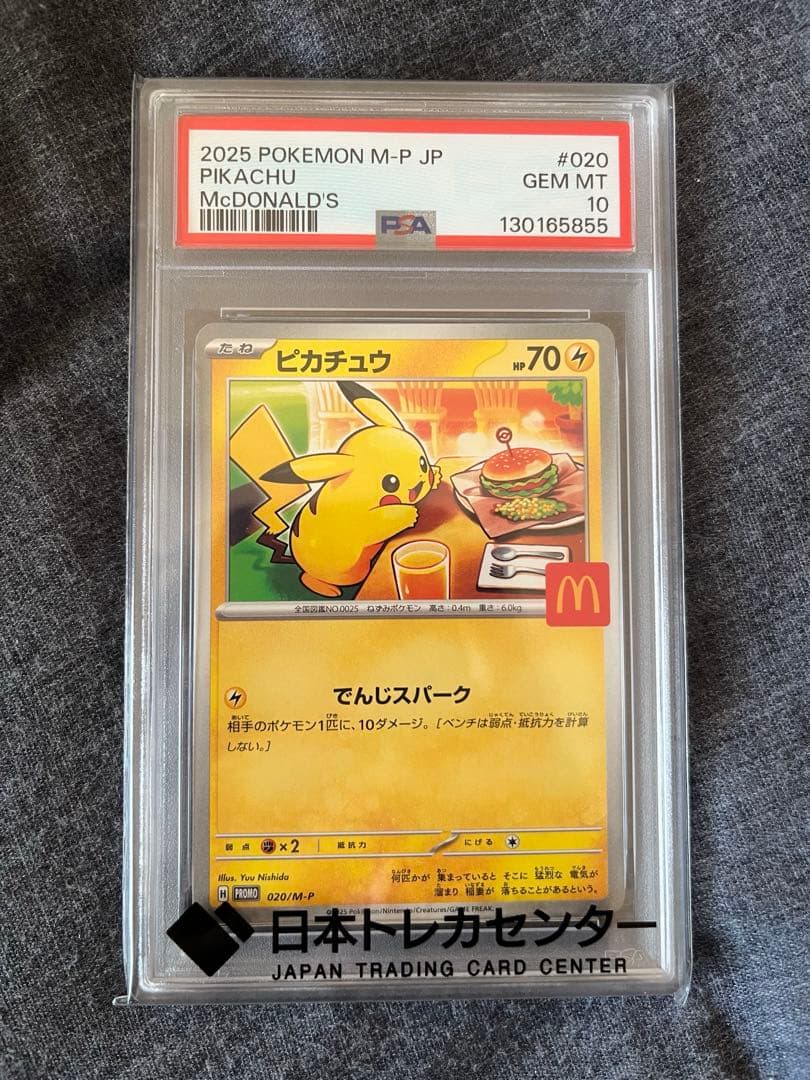 2025 POKEMON M-P JP
#020
PIKACHU
GEM MT
McDONALD'S
10
PSA
130165855
たね
ピカチュウ
HP70
全国図鑑NO.0025 ねずみポケモン 高さ:0.4m 重さ:6.0kg
でんじスパーク
相手のポケモン1匹に、10ダメージ。[ベンチは弱点・抵抗力を計算
しない。]
弱点 ×2 抵抗力 にげる
Illus. Yuu Nishida
何匹かが 集まっていると そこに 猛烈な 電気が
溜まり 稲妻が 落ちることがあるという。
H PROMO 020/M-P
©2025 Pokémon/Nintendo/Creatures/GAME FREAK.
日本トレカセンター
JAPAN TRADING CARD CENTER